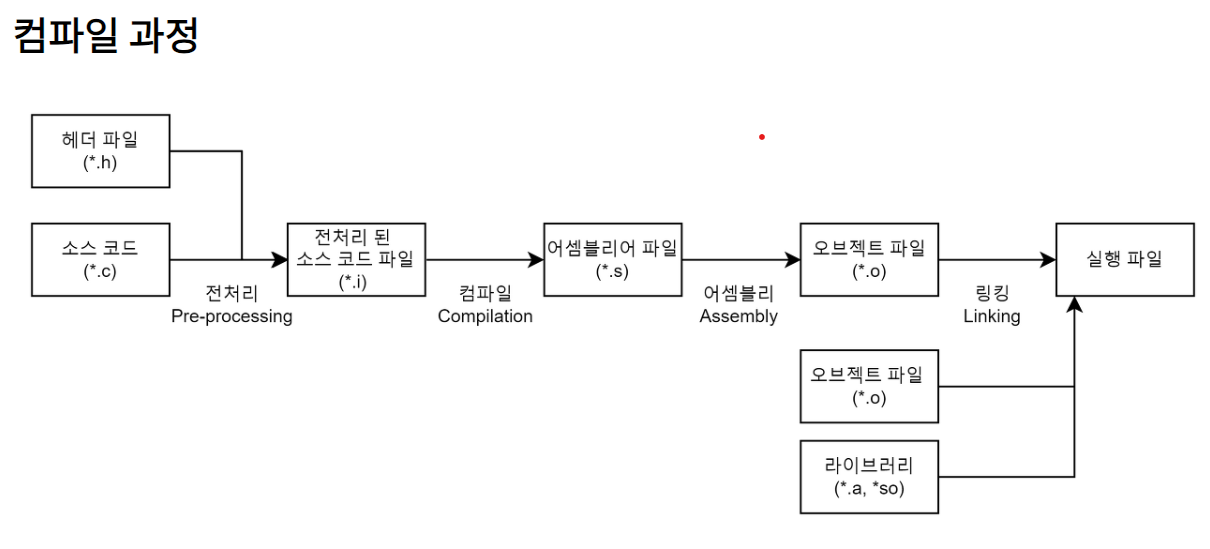 컴파일 과정
헤더 파일
(*.h)
소스 코드
(*.c)
전처리
Pre-processing
전처리 된
소스 코드 파일
(*.i)
컴파일
Compilation
어셈블리어 파일
(*.s)
어셈블리
Assembly
오브젝트 파일
(*.o)
링킹
Linking
실행 파일
오브젝트 파일
(*.o)
라이브러리
(*.a, *so)